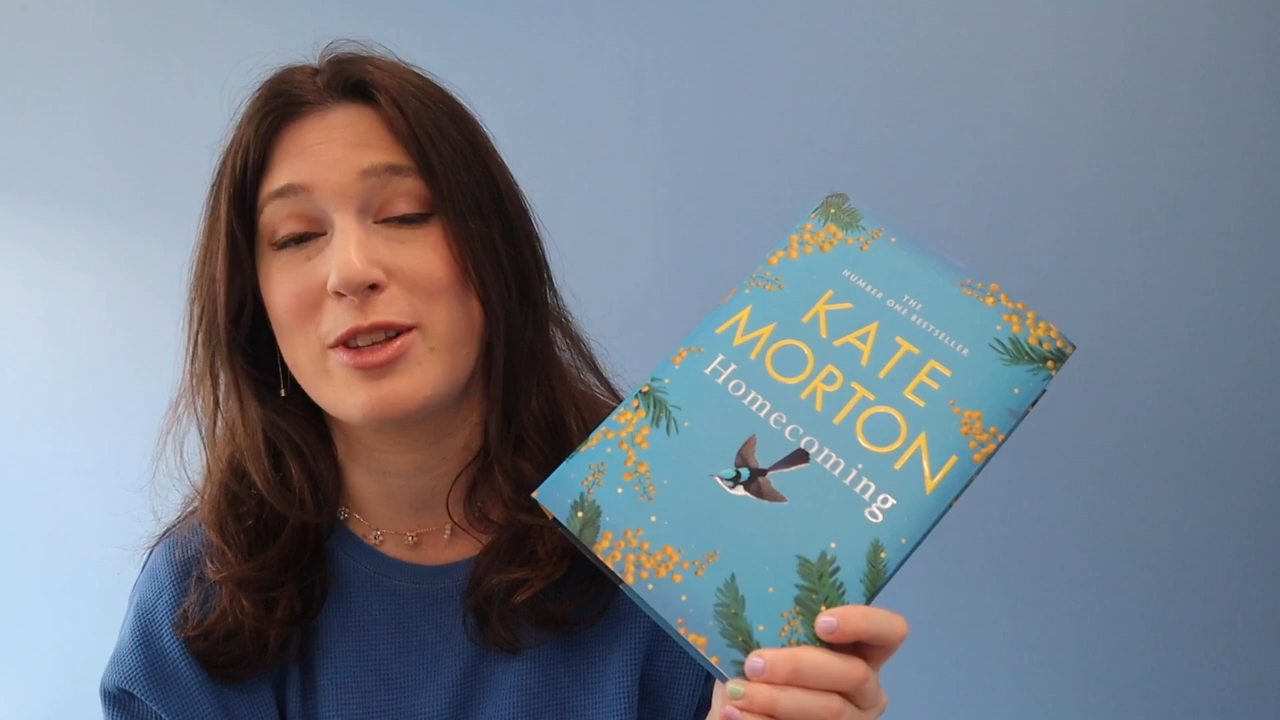 THE
NUMBER ONE BESTSELLER
KATE
MORTON
Homecoming